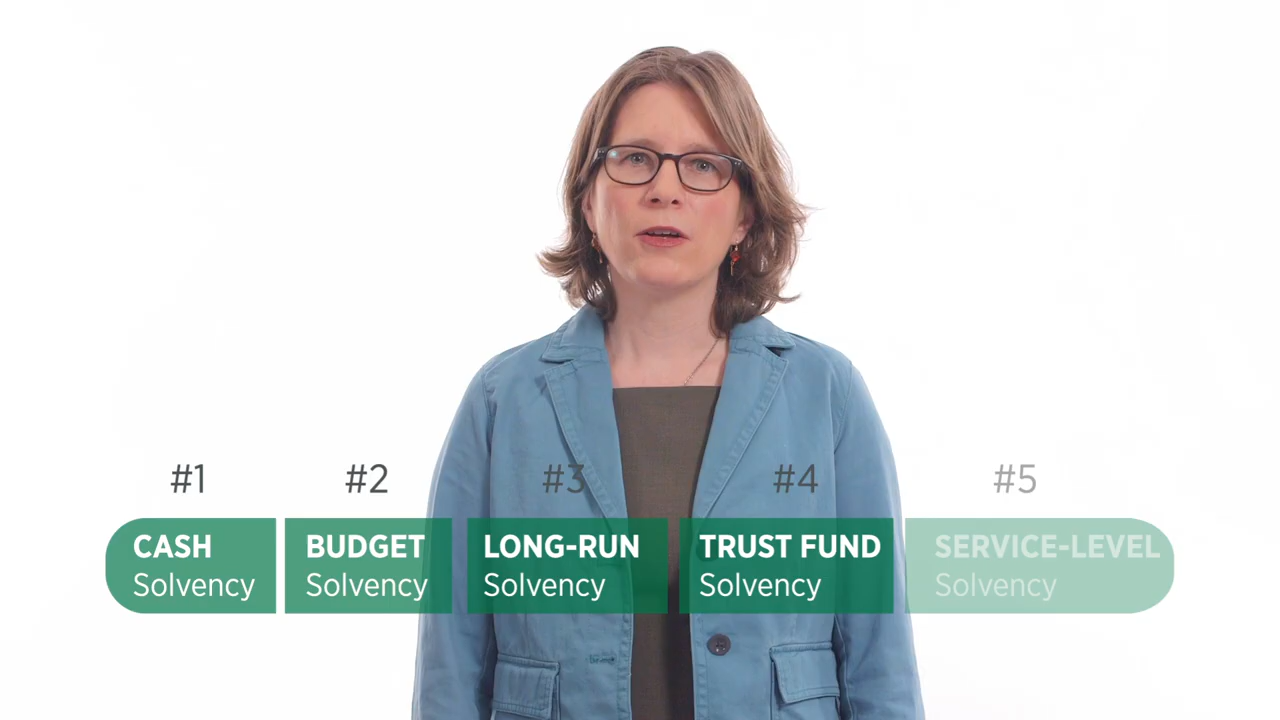 #1 #2 #3 #4 #5
CASH BUDGET LONG-RUN TRUST FUND SERVICE-LEVEL
Solvency Solvency Solvency Solvency Solvency